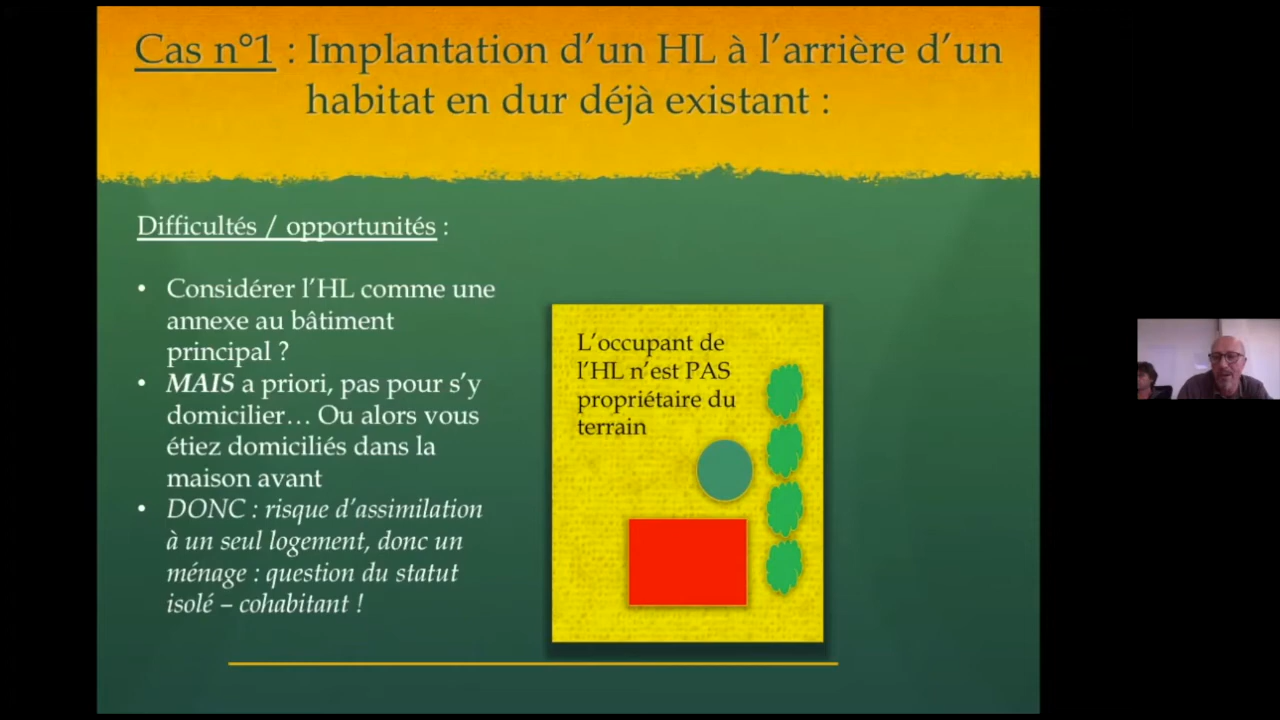 Cas n°1 : Implantation d’un HL à l’arrière d’un
habitat en dur déjà existant :
Difficultés / opportunités :
• Considérer l’HL comme une
annexe au bâtiment
principal ?
• MAIS a priori, pas pour s’y
domicilier… Ou alors vous
étiez domiciliés dans la
maison avant
• DONC : risque d’assimilation
à un seul logement, donc un
ménage : question du statut
isolé – cohabitant !
L’occupant de
l’HL n’est PAS
propriétaire du
terrain